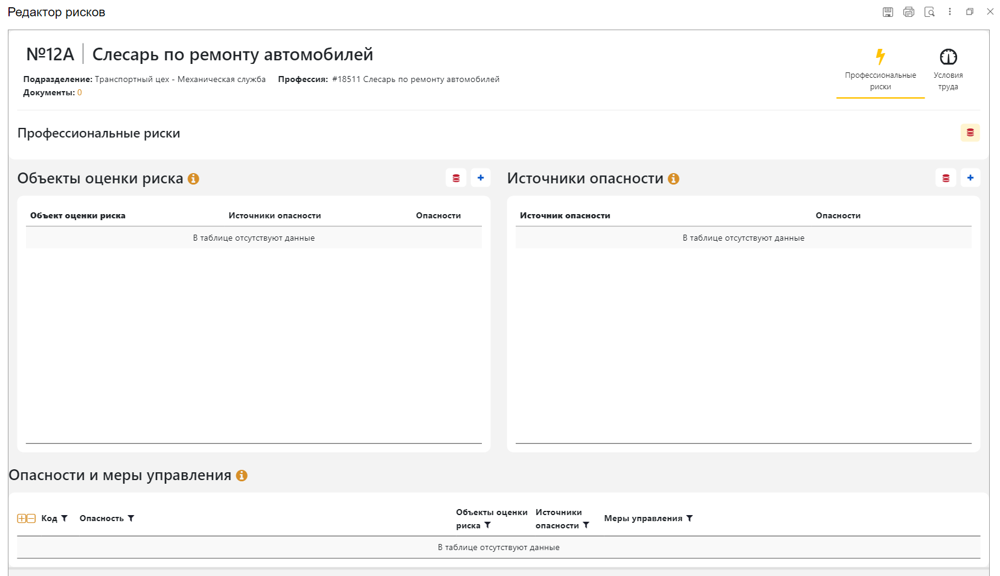 Редактор рисков
№12А Слесарь по ремонту автомобилей
Подразделение: Транспортный цех - Механическая служба Профессия: #18511 Слесарь по ремонту автомобилей
Документы: 0
Профессиональные
риски
Условия
труда
Профессиональные риски
Объекты оценки риска
Объект оценки риска Источники опасности Опасности
В таблице отсутствуют данные
Источники опасности
Источник опасности Опасности
В таблице отсутствуют данные
Опасности и меры управления
Код Опасность Объекты оценки риска Источники опасности Меры управления
В таблице отсутствуют данные